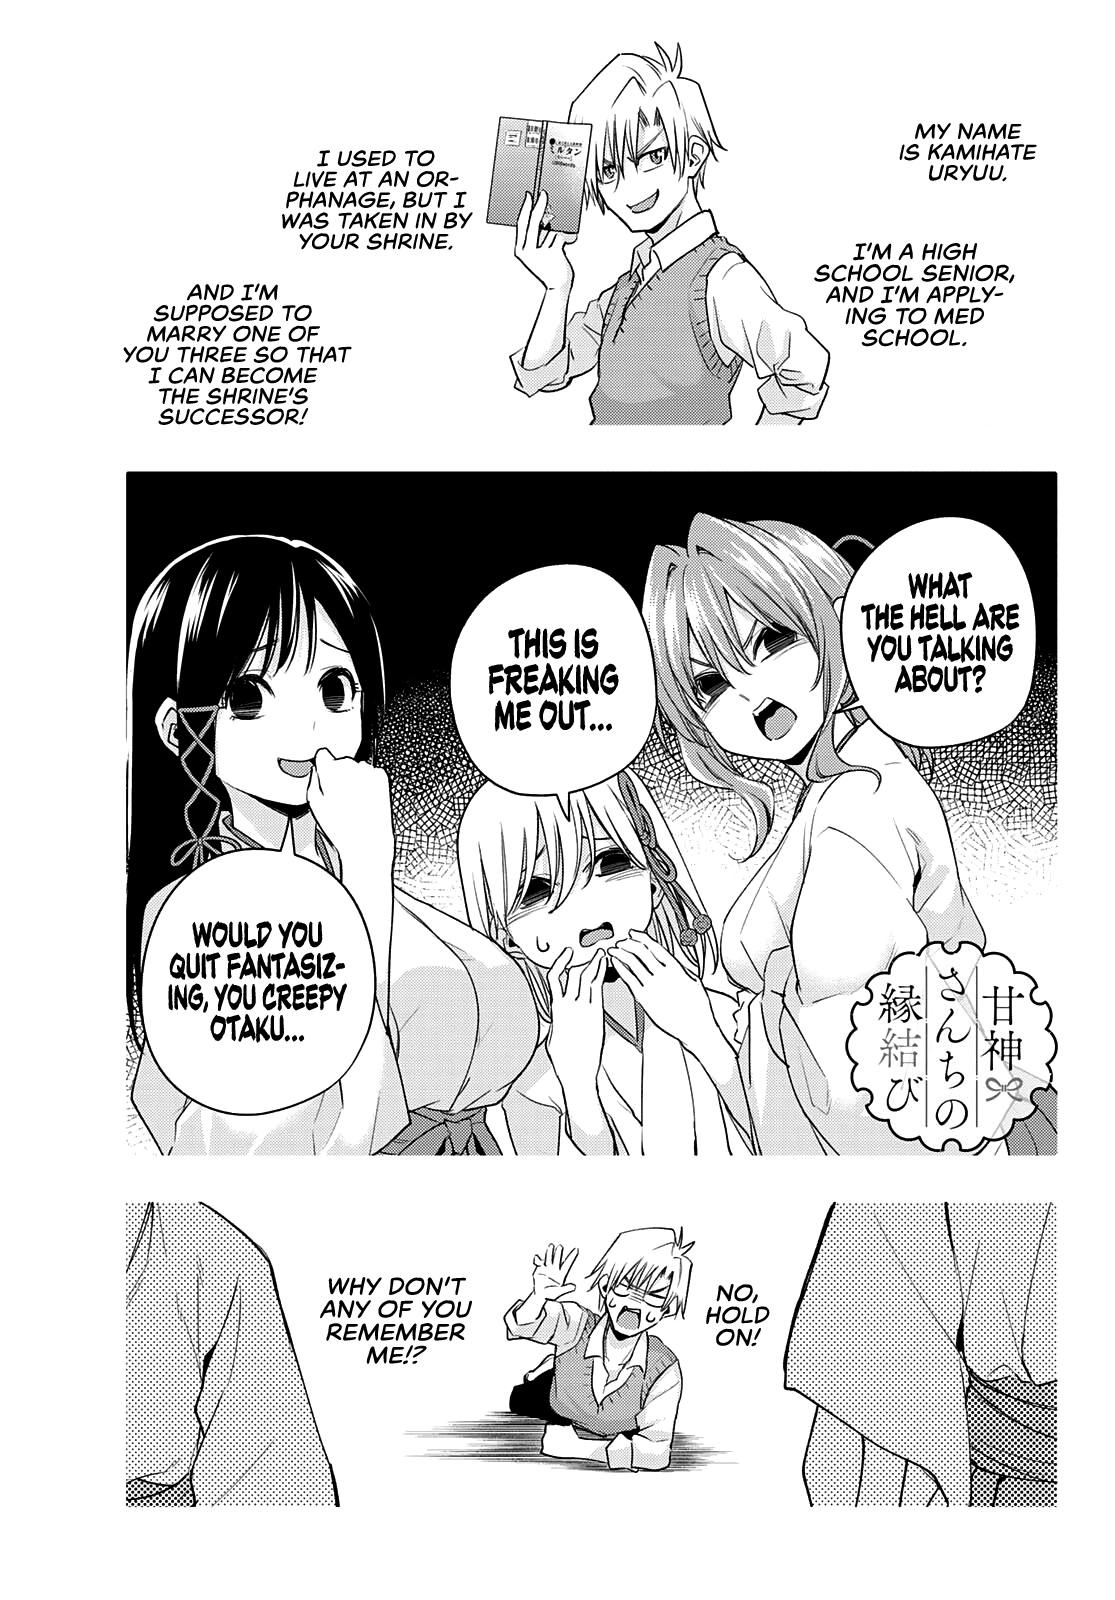 MY NAME
IS KAMIHATE
URYUU.
I'M A HIGH
SCHOOL SENIOR,
AND I'M APPLY-
ING TO MED
SCHOOL.
I USED TO
LIVE AT AN OR-
PHANAGE, BUT I
WAS TAKEN IN BY
YOUR SHRINE.
AND I'M
SUPPOSED TO
MARRY ONE OF
YOU THREE SO THAT
I CAN BECOME
THE SHRINE'S
SUCCESSOR!
WHAT
THE HELL ARE
YOU TALKING
ABOUT?
THIS IS
FREAKING
ME OUT...
WOULD YOU
QUIT FANTASIZ-
ING, YOU CREEPY
OTAKU...
甘神
さんちの
縁結び
NO,
HOLD
ON!
WHY DON'T
ANY OF YOU
REMEMBER
ME!?